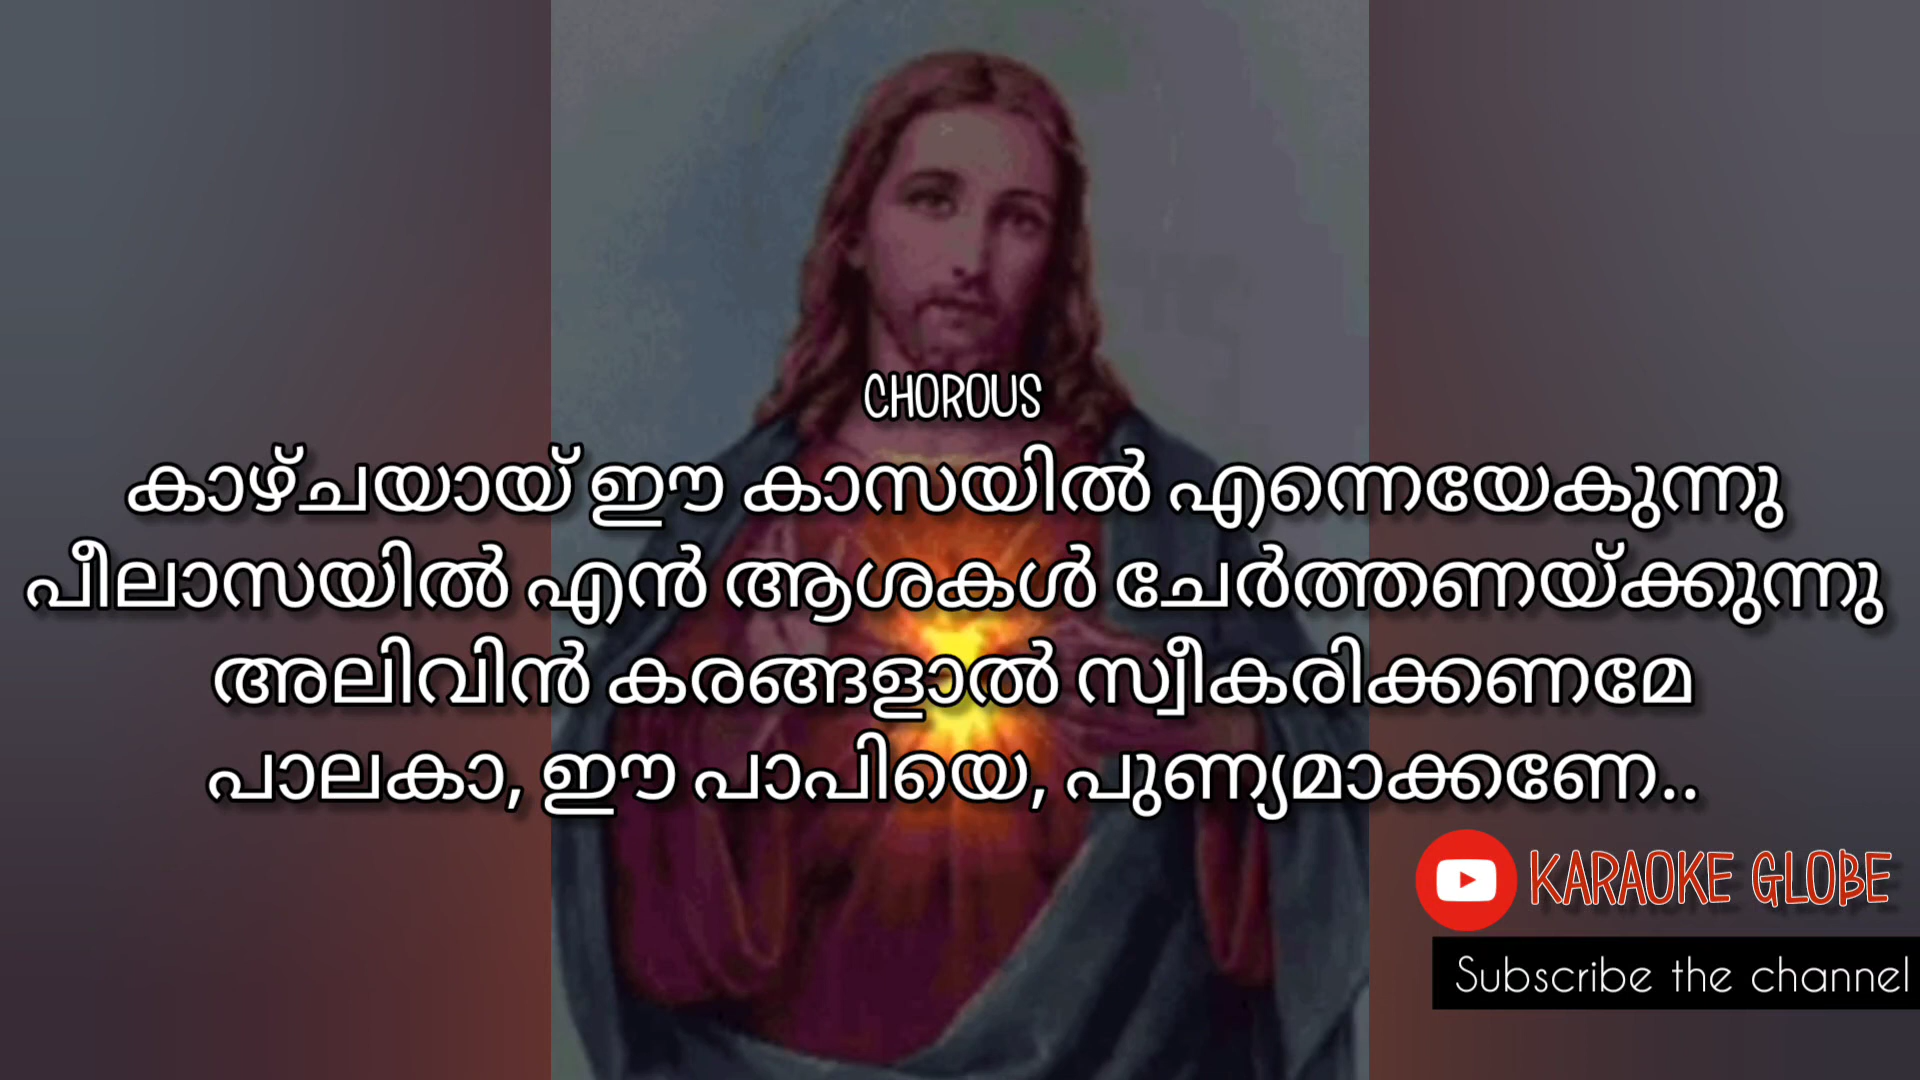 CHOROUS
കാഴ്ചയായ് ഈ കാസയിൽ എന്നെയേകുന്നു
പീലാസയിൽ എൻ ആശകൾ ചേർത്തണയ്ക്കുന്നു
അലിവിൻ കരങ്ങളാൽ സ്വീകരിക്കണമേ
പാലകാ, ഈ പാപിയെ, പുണ്യമാക്കണേ..
KARAOKE GLOBE
Subscribe the channel